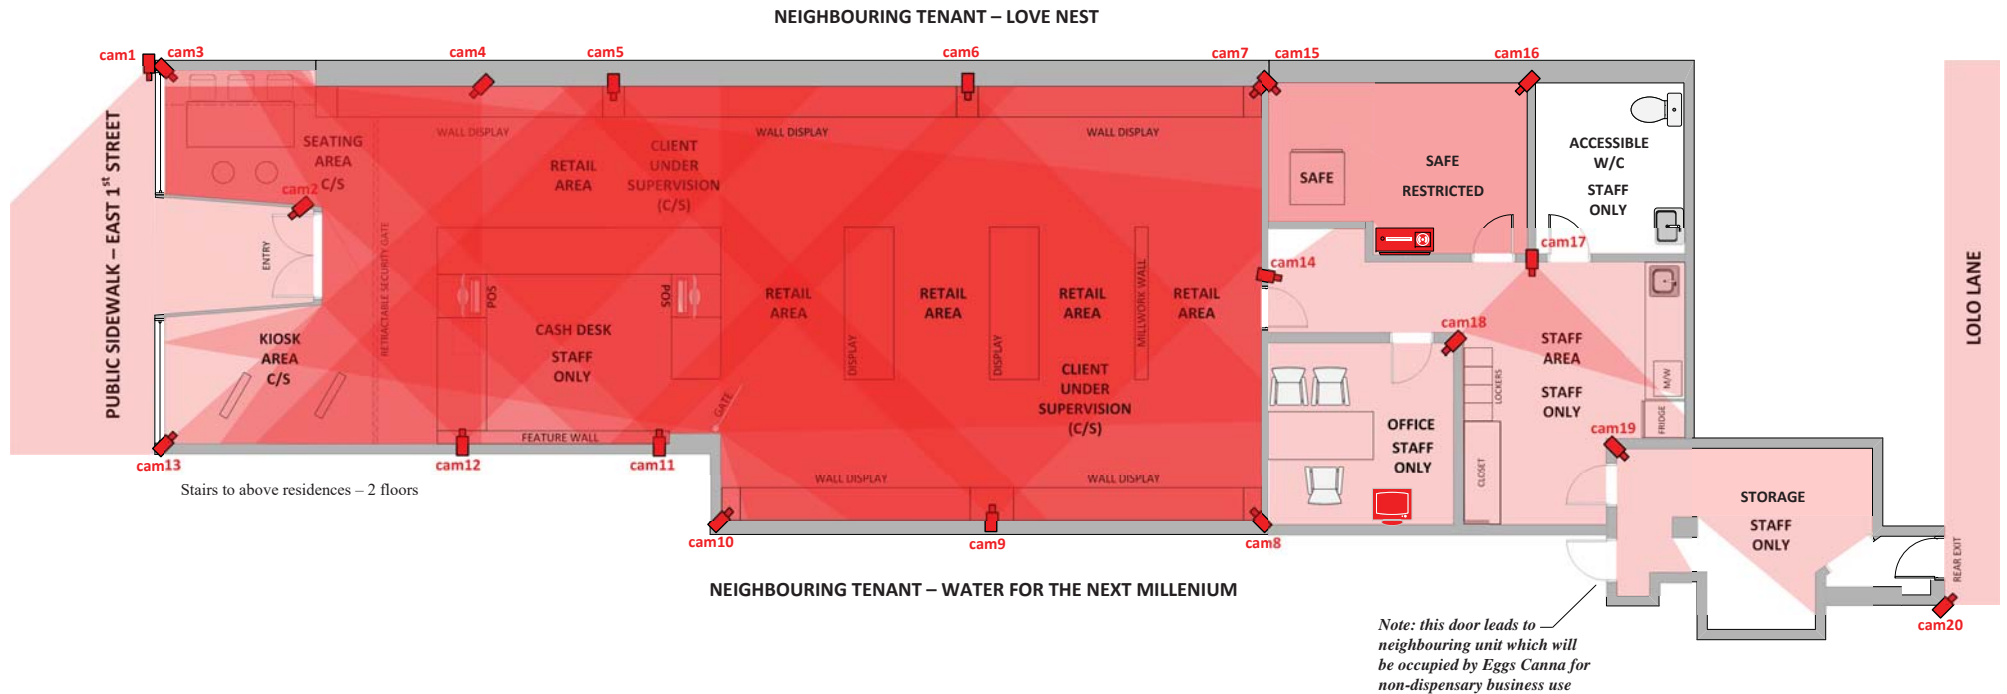 NEIGHBOURING TENANT – LOVE NEST
cam1
cam3
cam4
cam5
cam6
cam7
cam15
cam16
PUBLIC SIDEWALK – EAST 1st STREET
SEATING
AREA
C/S
cam2
ENTRY
RETRACTABLE SECURITY GATE
KIOSK
AREA
C/S
WALL DISPLAY
WALL DISPLAY
WALL DISPLAY
RETAIL
AREA
CLIENT
UNDER
SUPERVISION
(C/S)
POS
POS
CASH DESK
STAFF
ONLY
GATE
FEATURE WALL
RETAIL
AREA
DISPLAY
RETAIL
AREA
DISPLAY
RETAIL
AREA
MILLWORK WALL
RETAIL
AREA
CLIENT
UNDER
SUPERVISION
(C/S)
WALL DISPLAY
WALL DISPLAY
SAFE
SAFE
RESTRICTED
ACCESSIBLE
W/C
STAFF
ONLY
cam17
cam14
cam18
STAFF
AREA
STAFF
ONLY
LOCKERS
M/W
FRIDGE
CLOSET
OFFICE
STAFF
ONLY
cam19
STORAGE
STAFF
ONLY
LOLO LANE
REAR EXIT
cam13
cam12
cam11
cam10
cam9
cam8
cam20
Stairs to above residences – 2 floors
NEIGHBOURING TENANT – WATER FOR THE NEXT MILLENIUM
Note: this door leads to
neighbouring unit which will
be occupied by Eggs Canna for
non-dispensary business use